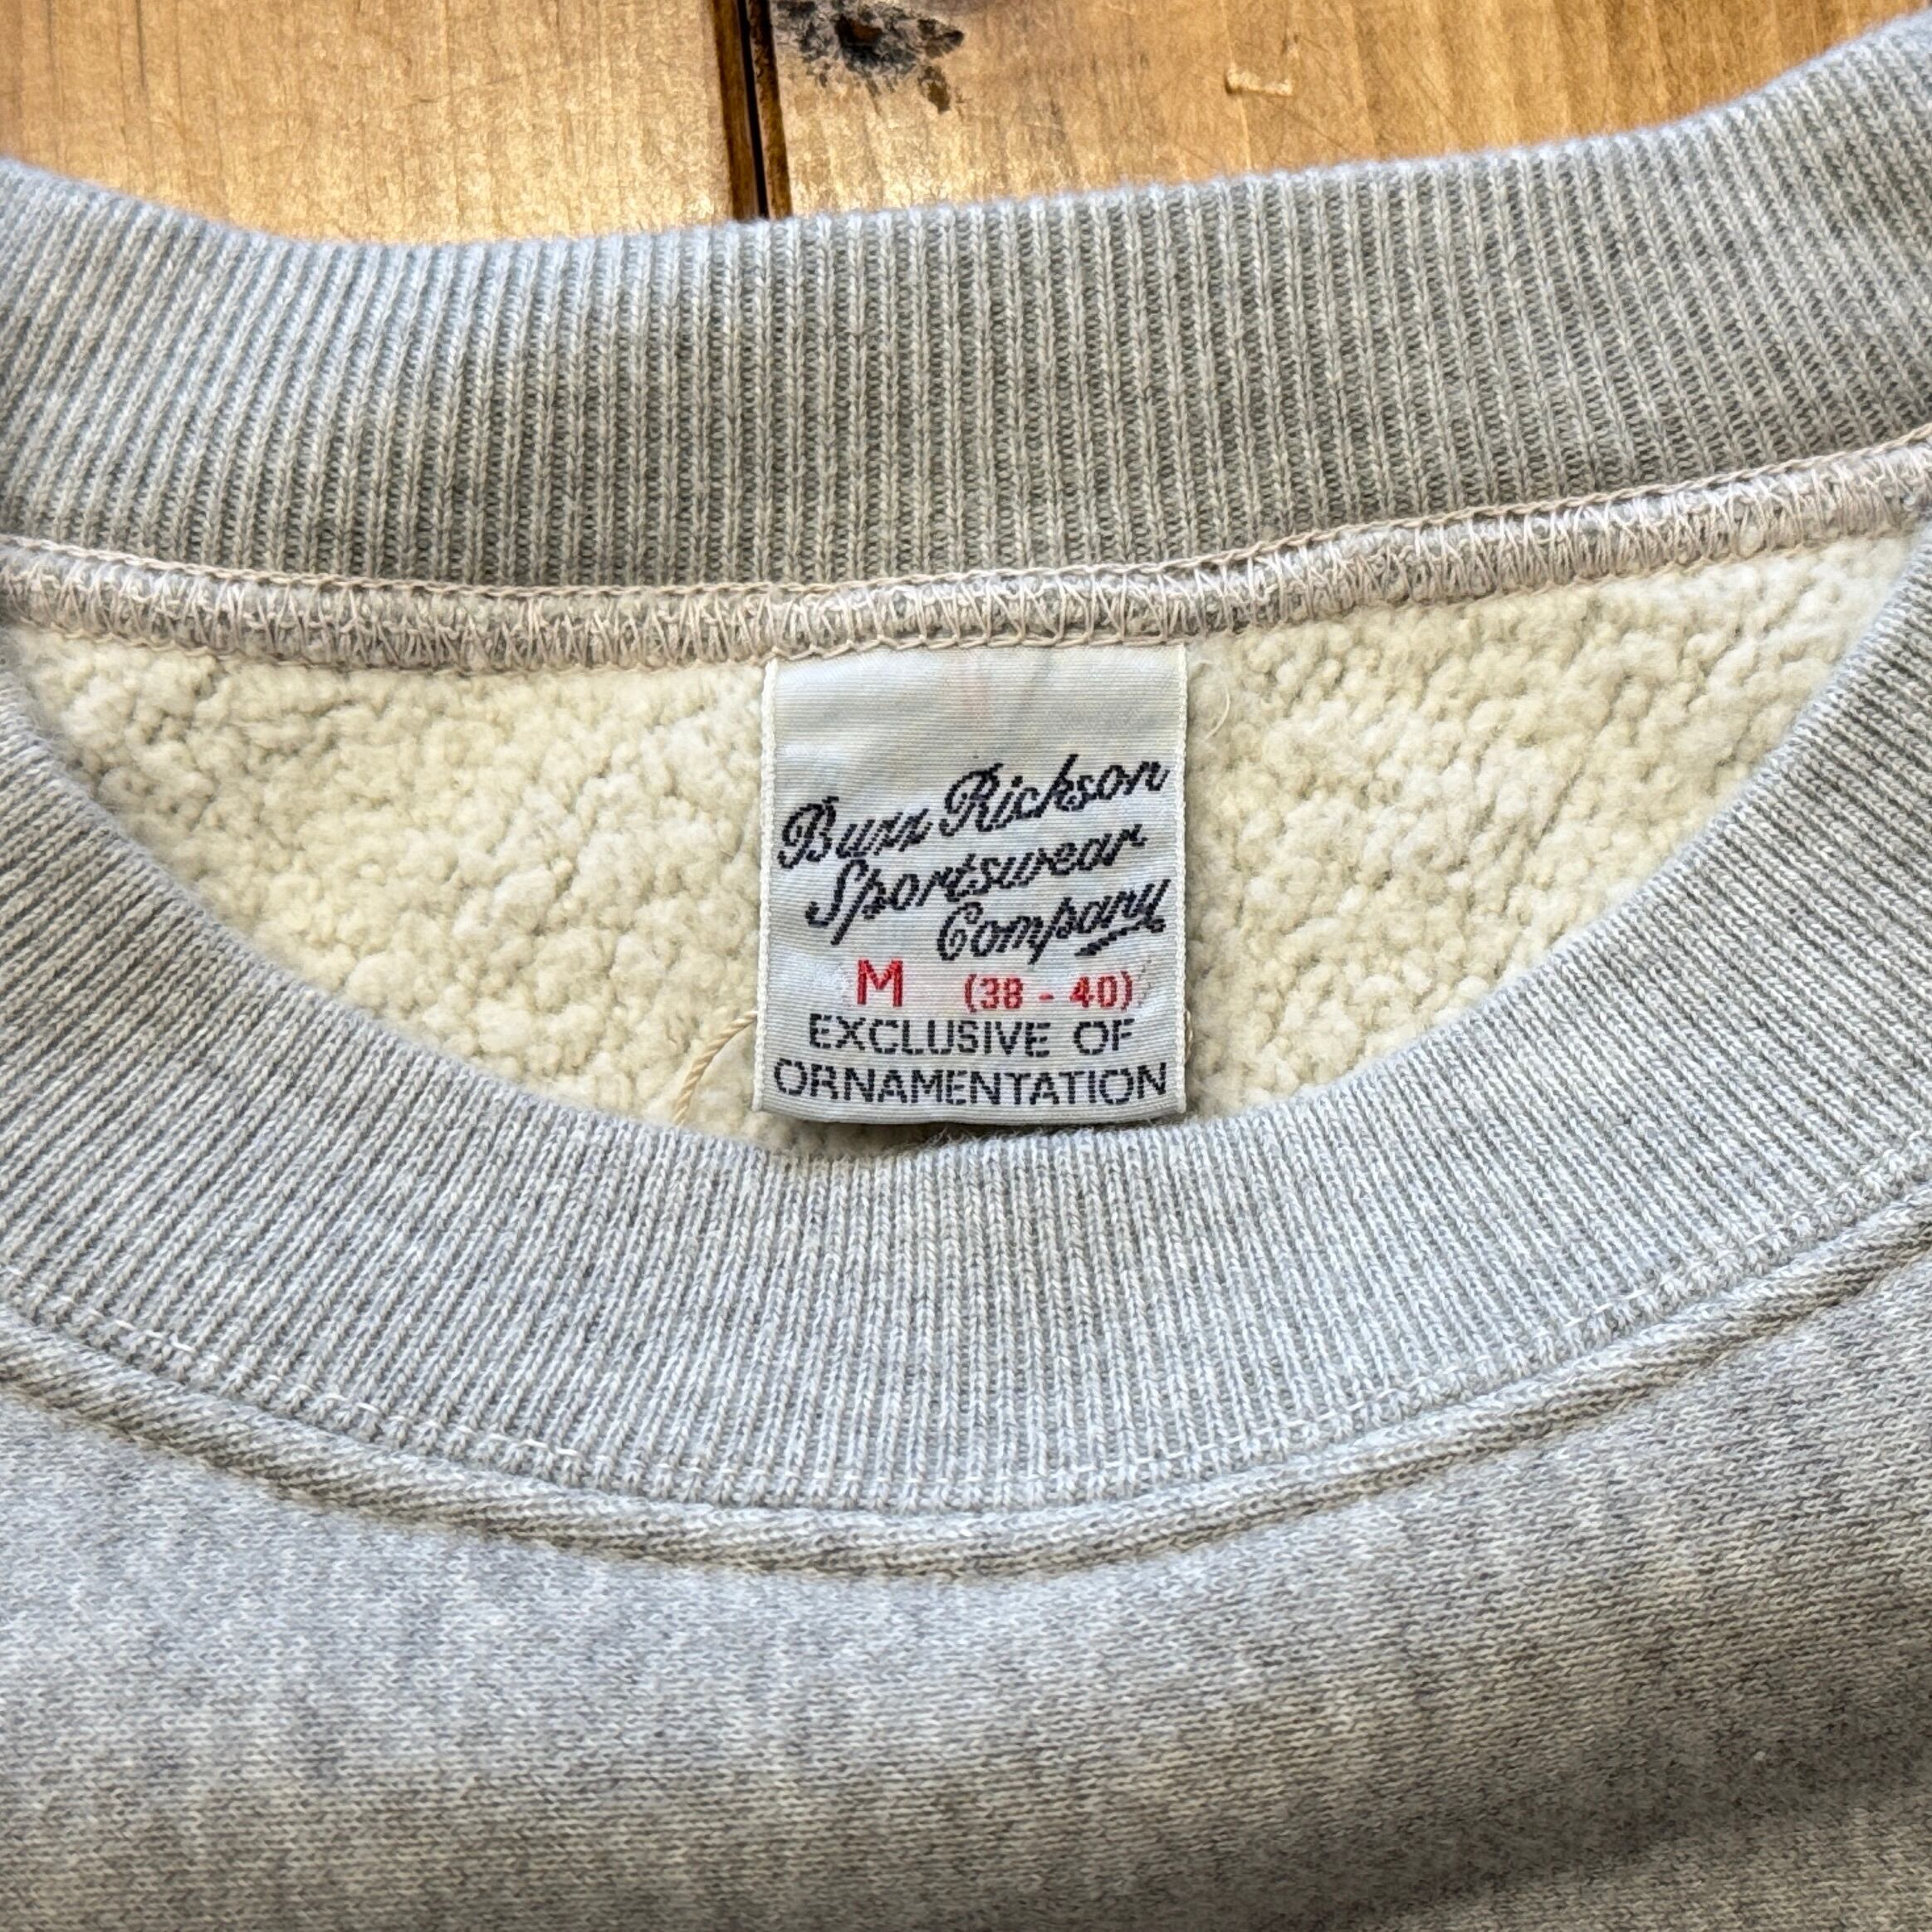 Buzz Rickson
Sportswear
Company
M (38 - 40)
EXCLUSIVE OF
ORNAMENTATION